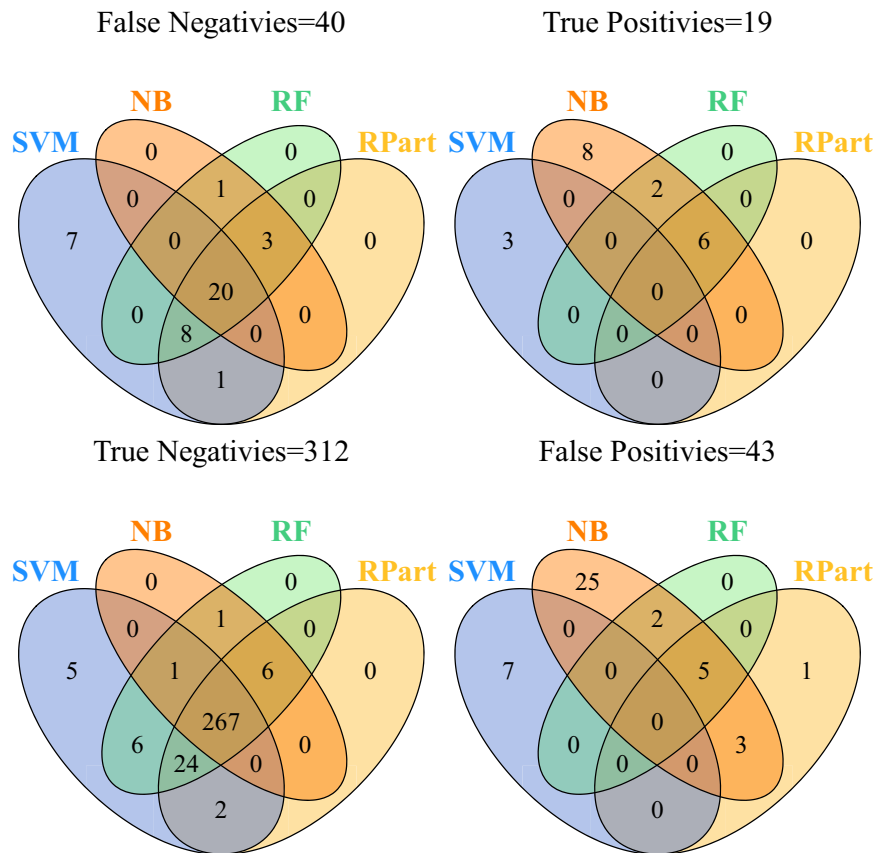 False Negativies=40
NB RF
SVM RPart
0 0
0 1 0
7 0 3 0
20
0 8 0 0
1
True Positivies=19
NB RF
SVM RPart
8 0
0 2 0
3 0 6 0
0
0 0 0 0
0
True Negativies=312
NB RF
SVM RPart
0 0
0 1 0
5 1 6 0
267
6 24 0 0
2
False Positivies=43
NB RF
SVM RPart
25 0
0 2 0
7 0 5 1
0
0 0 0 3
0